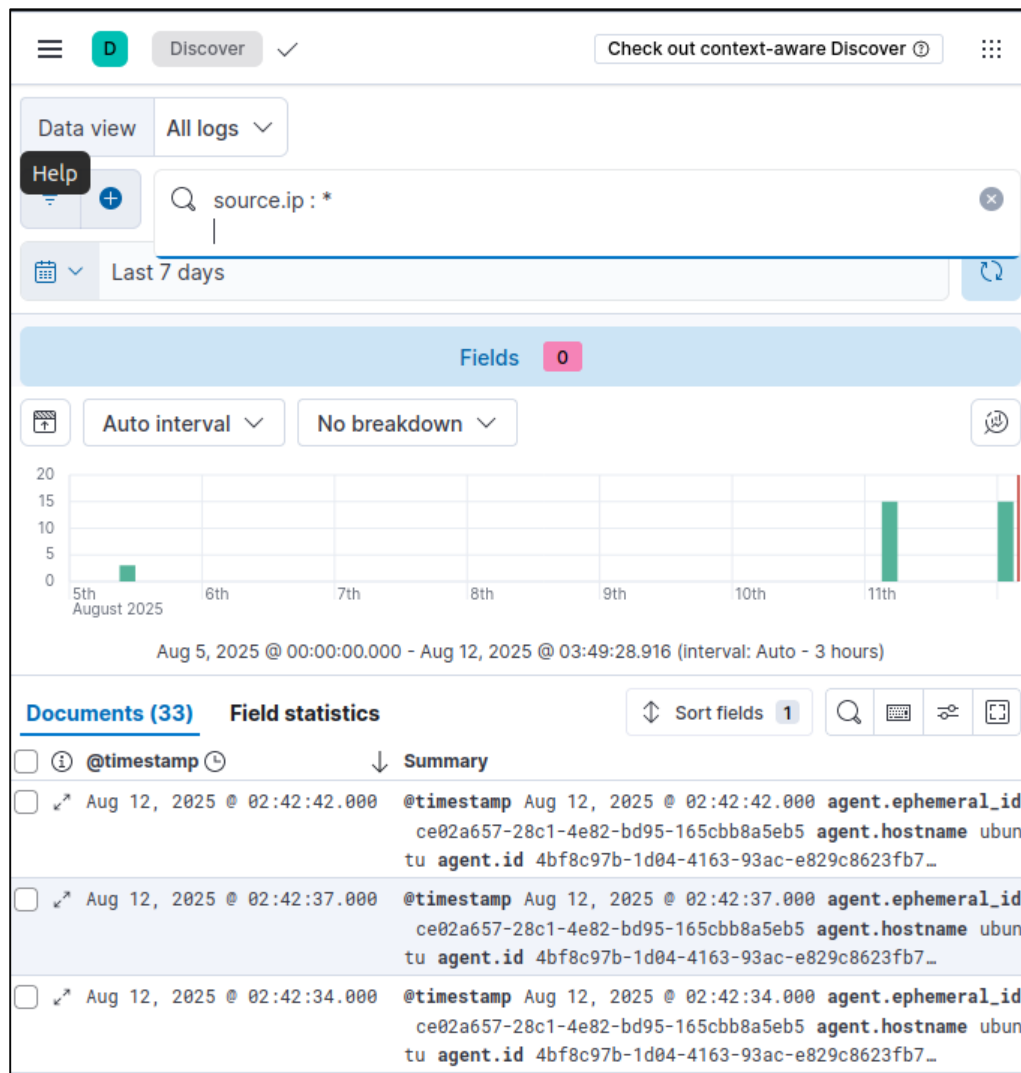 D Discover Check out context-aware Discover
Data view All logs
Help
source.ip : *
Last 7 days
Fields 0
Auto interval No breakdown
20
15
10
5
0
5th 6th 7th 8th 9th 10th 11th
August 2025
Aug 5, 2025 @ 00:00:00.000 - Aug 12, 2025 @ 03:49:28.916 (interval: Auto - 3 hours)
Documents (33) Field statistics Sort fields 1
@timestamp Summary
Aug 12, 2025 @ 02:42:42.000 @timestamp Aug 12, 2025 @ 02:42:42.000 agent.ephemeral_id
ce02a657-28c1-4e82-bd95-165cbb8a5eb5 agent.hostname ubun
tu agent.id 4bf8c97b-1d04-4163-93ac-e829c8623fb7…
Aug 12, 2025 @ 02:42:37.000 @timestamp Aug 12, 2025 @ 02:42:37.000 agent.ephemeral_id
ce02a657-28c1-4e82-bd95-165cbb8a5eb5 agent.hostname ubun
tu agent.id 4bf8c97b-1d04-4163-93ac-e829c8623fb7…
Aug 12, 2025 @ 02:42:34.000 @timestamp Aug 12, 2025 @ 02:42:34.000 agent.ephemeral_id
ce02a657-28c1-4e82-bd95-165cbb8a5eb5 agent.hostname ubun
tu agent.id 4bf8c97b-1d04-4163-93ac-e829c8623fb7…